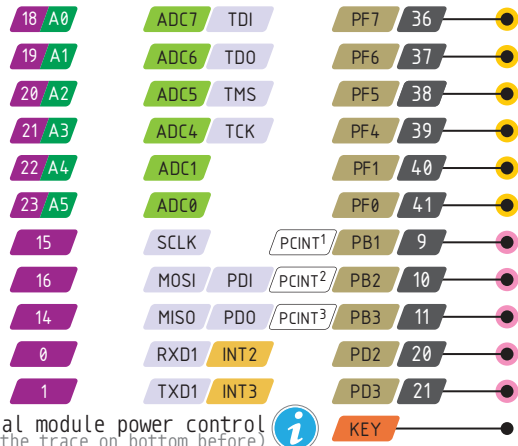 18 A0 ADC7 TDI PF7 36
19 A1 ADC6 TDO PF6 37
20 A2 ADC5 TMS PF5 38
21 A3 ADC4 TCK PF4 39
22 A4 ADC1 PF1 40
23 A5 ADC0 PF0 41
15 SCLK PCINT1 PB1 9
16 MOSI PDI PCINT2 PB2 10
14 MISO PDO PCINT3 PB3 11
0 RXD1 INT2 PD2 20
1 TXD1 INT3 PD3 21
al module power control i KEY
the trace on bottom before)